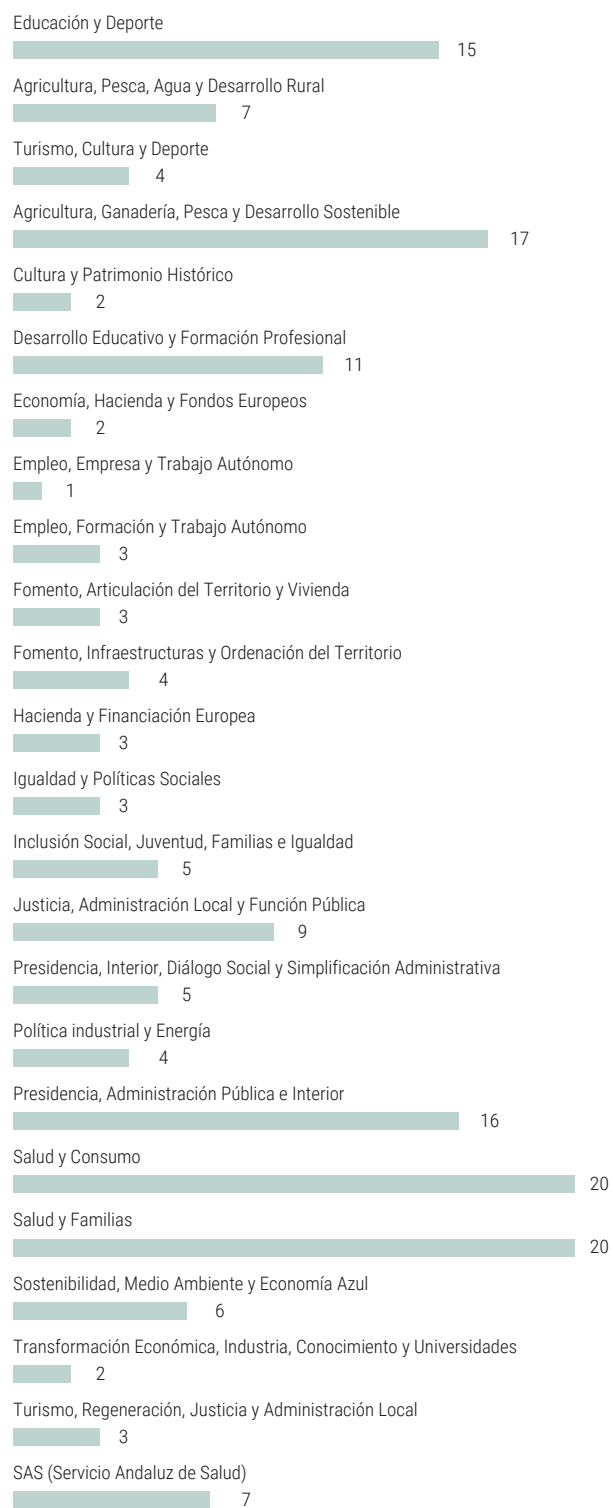 Educación y Deporte
15
Agricultura, Pesca, Agua y Desarrollo Rural
7
Turismo, Cultura y Deporte
4
Agricultura, Ganadería, Pesca y Desarrollo Sostenible
17
Cultura y Patrimonio Histórico
2
Desarrollo Educativo y Formación Profesional
11
Economía, Hacienda y Fondos Europeos
2
Empleo, Empresa y Trabajo Autónomo
1
Empleo, Formación y Trabajo Autónomo
3
Fomento, Articulación del Territorio y Vivienda
3
Fomento, Infraestructuras y Ordenación del Territorio
4
Hacienda y Financiación Europea
3
Igualdad y Políticas Sociales
3
Inclusión Social, Juventud, Familias e Igualdad
5
Justicia, Administración Local y Función Pública
9
Presidencia, Interior, Diálogo Social y Simplificación Administrativa
5
Política industrial y Energía
4
Presidencia, Administración Pública e Interior
16
Salud y Consumo
20
Salud y Familias
20
Sostenibilidad, Medio Ambiente y Economía Azul
6
Transformación Económica, Industria, Conocimiento y Universidades
2
Turismo, Regeneración, Justicia y Administración Local
3
SAS (Servicio Andaluz de Salud)
7